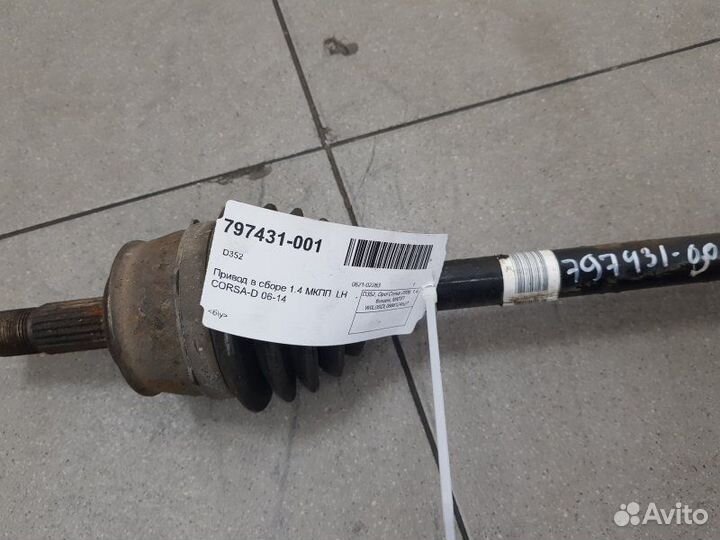 797431-001
D352
Привод в сборе 1.4 МКПП LH
CORSA-D 06-14
<б/у>
797431-00
Avito